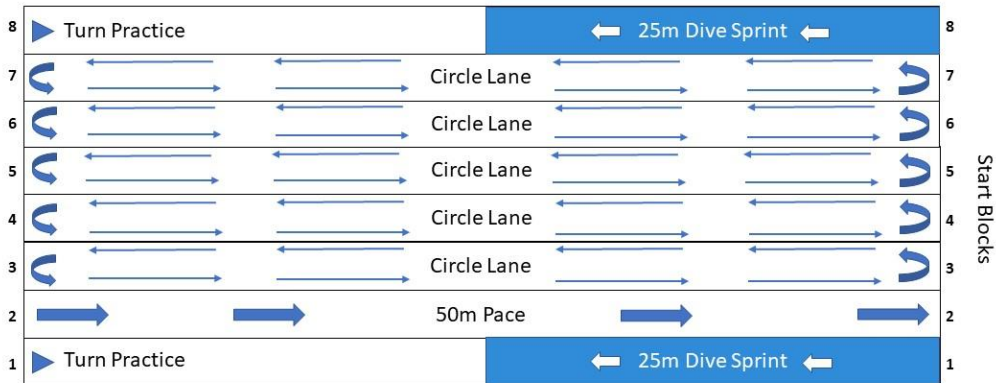 8 Turn Practice 25m Dive Sprint 8
7 Circle Lane 7
6 Circle Lane 6
5 Circle Lane 5
4 Circle Lane 4
3 Circle Lane 3
2 50m Pace 2
1 Turn Practice 25m Dive Sprint 1
Start Blocks